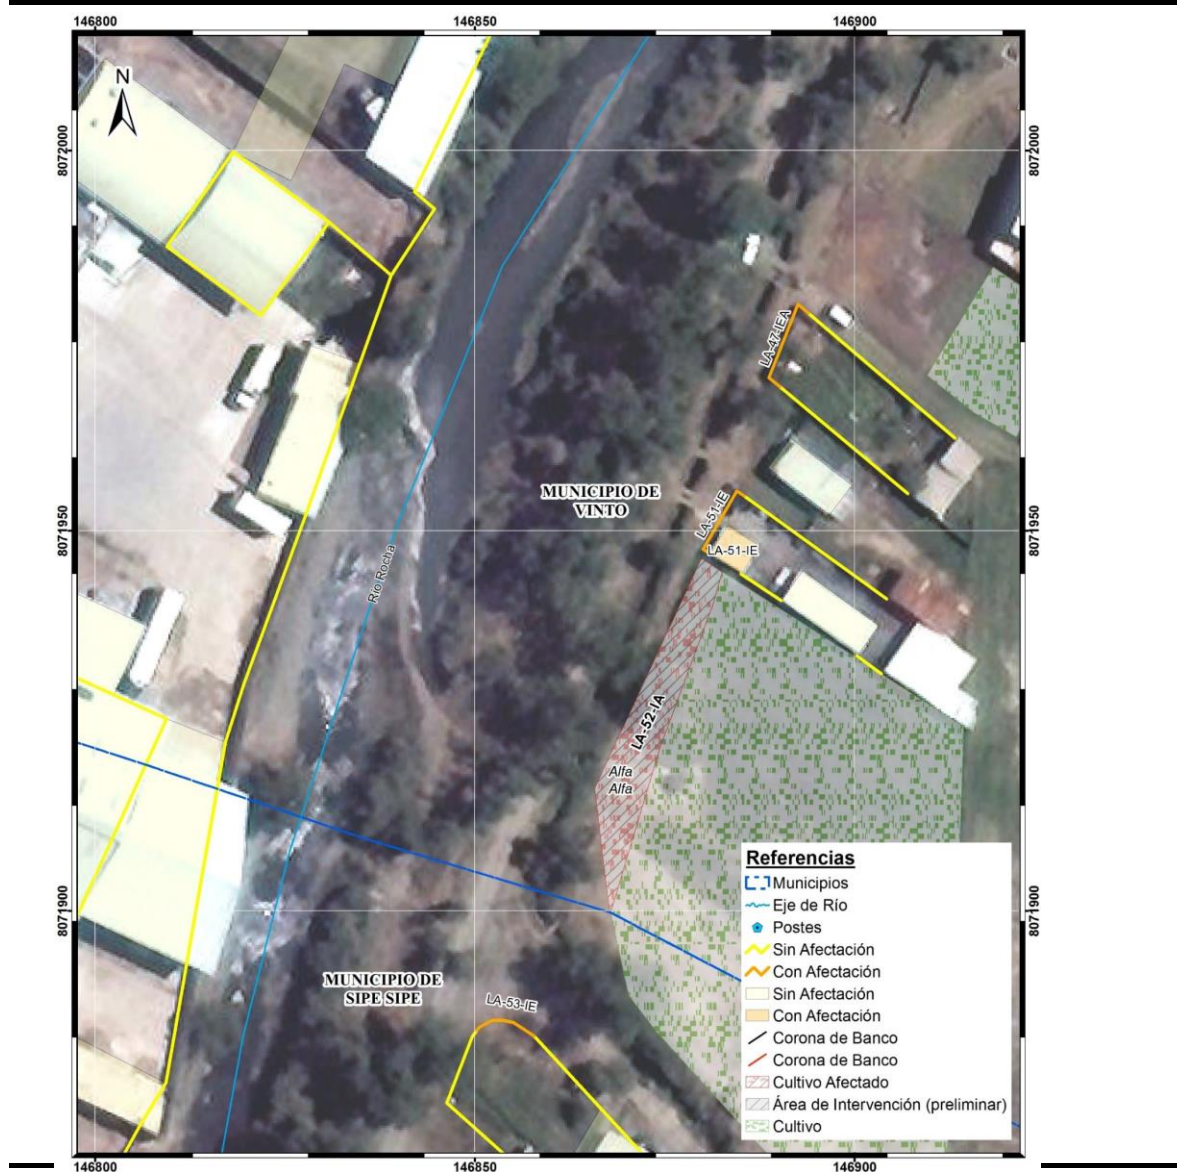 146800
146850
146900
N
8072000
8072000
LA-47-IEA
MUNICIPIO DE
VINTO
LA-51-IE
LA-51-IE
8071950
8071950
Río Rocha
LA-52-IA
Alfa
Alfa
8071900
8071900
MUNICIPIO DE
SIPE SIPE
LA-53-IE
Referencias
Municipios
Eje de Río
Postes
Sin Afectación
Con Afectación
Sin Afectación
Con Afectación
Corona de Banco
Corona de Banco
Cultivo Afectado
Área de Intervención (preliminar)
Cultivo
146800
146850
146900